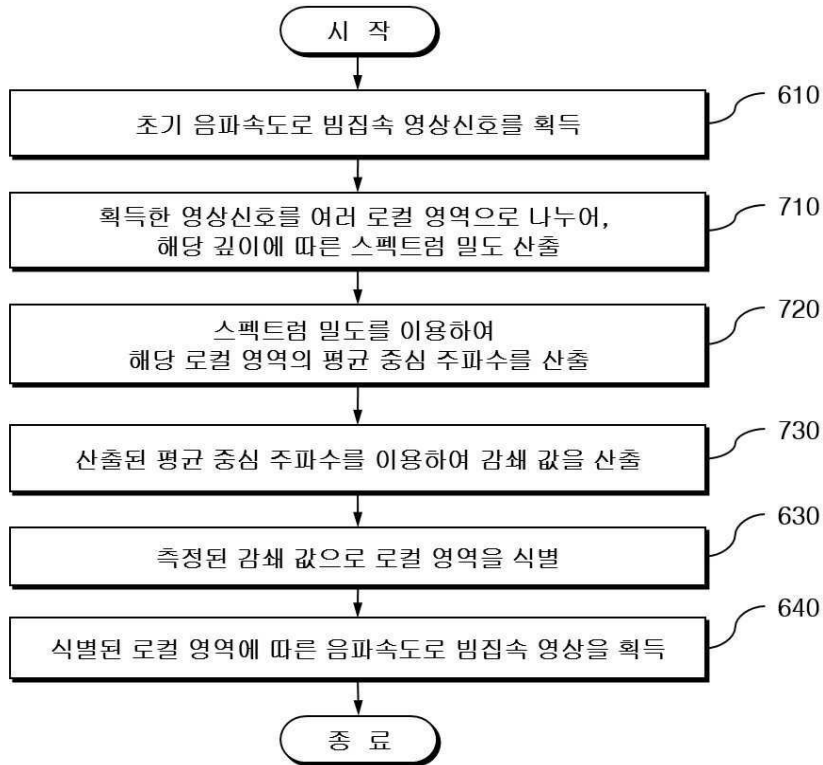 시 작
초기 음파속도로 빔집속 영상신호를 획득
610
획득한 영상신호를 여러 로컬 영역으로 나누어,
해당 깊이에 따른 스펙트럼 밀도 산출
710
스펙트럼 밀도를 이용하여
해당 로컬 영역의 평균 중심 주파수를 산출
720
산출된 평균 중심 주파수를 이용하여 감쇄 값을 산출
730
측정된 감쇄 값으로 로컬 영역을 식별
630
식별된 로컬 영역에 따른 음파속도로 빔집속 영상을 획득
640
종 료